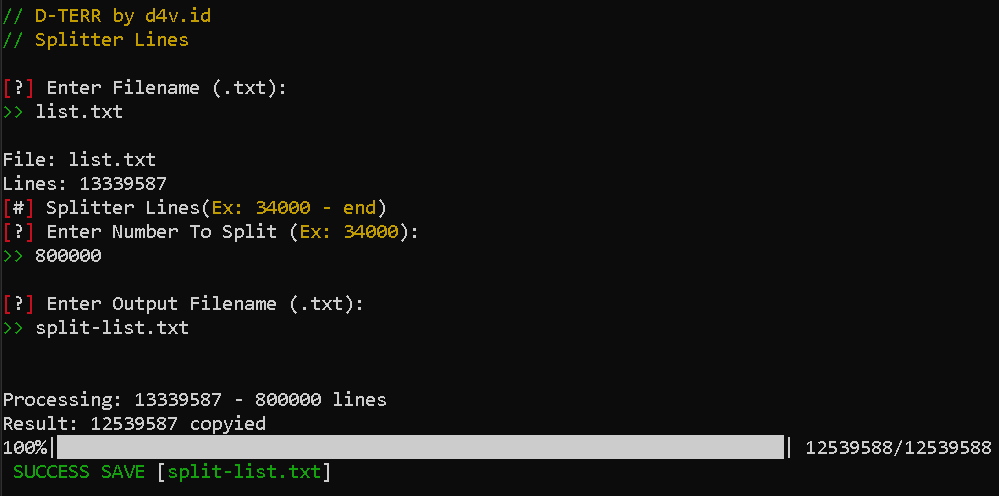 // D-TERR by d4v.id
// Splitter Lines
[?] Enter Filename (.txt):
>> list.txt
File: list.txt
Lines: 13339587
[#] Splitter Lines(Ex: 34000 - end)
[?] Enter Number To Split (Ex: 34000):
>> 800000
[?] Enter Output Filename (.txt):
>> split-list.txt
Processing: 13339587 - 800000 lines
Result: 12539587 copyied
100%| | 12539588/12539588
SUCCESS SAVE [split-list.txt]